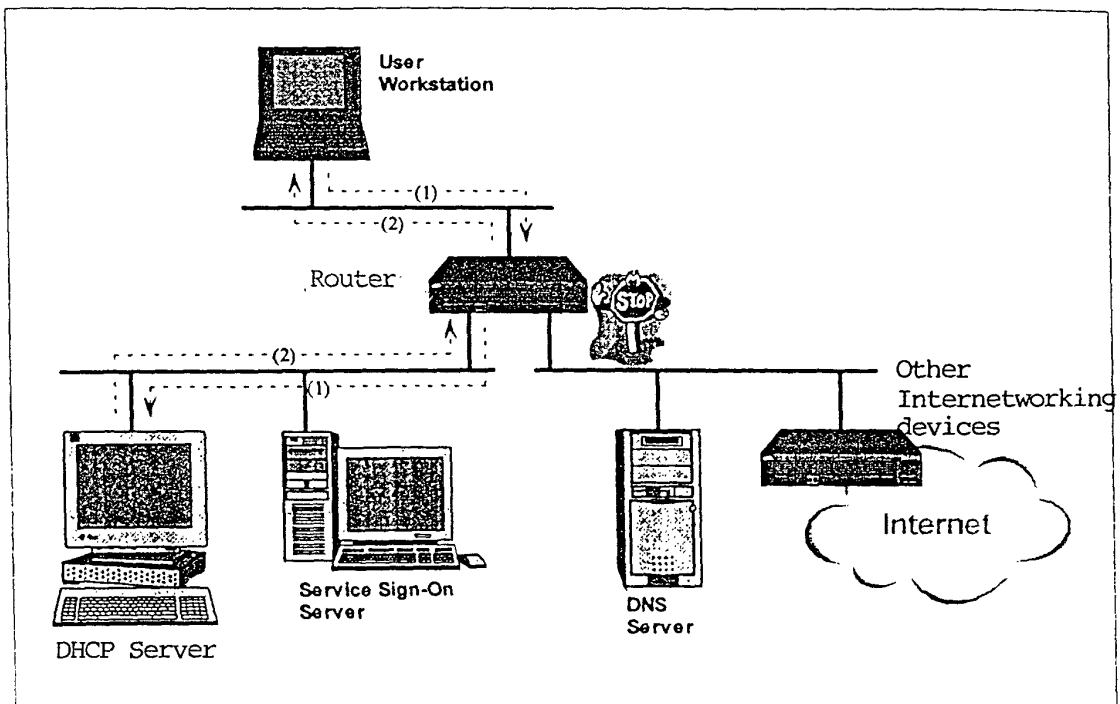 User
Workstation
(1)
(2)
Router
STOP
(2)
(1)
Other
Internetworking
devices
Internet
Service Sign-On
Server
DNS
Server
DHCP Server